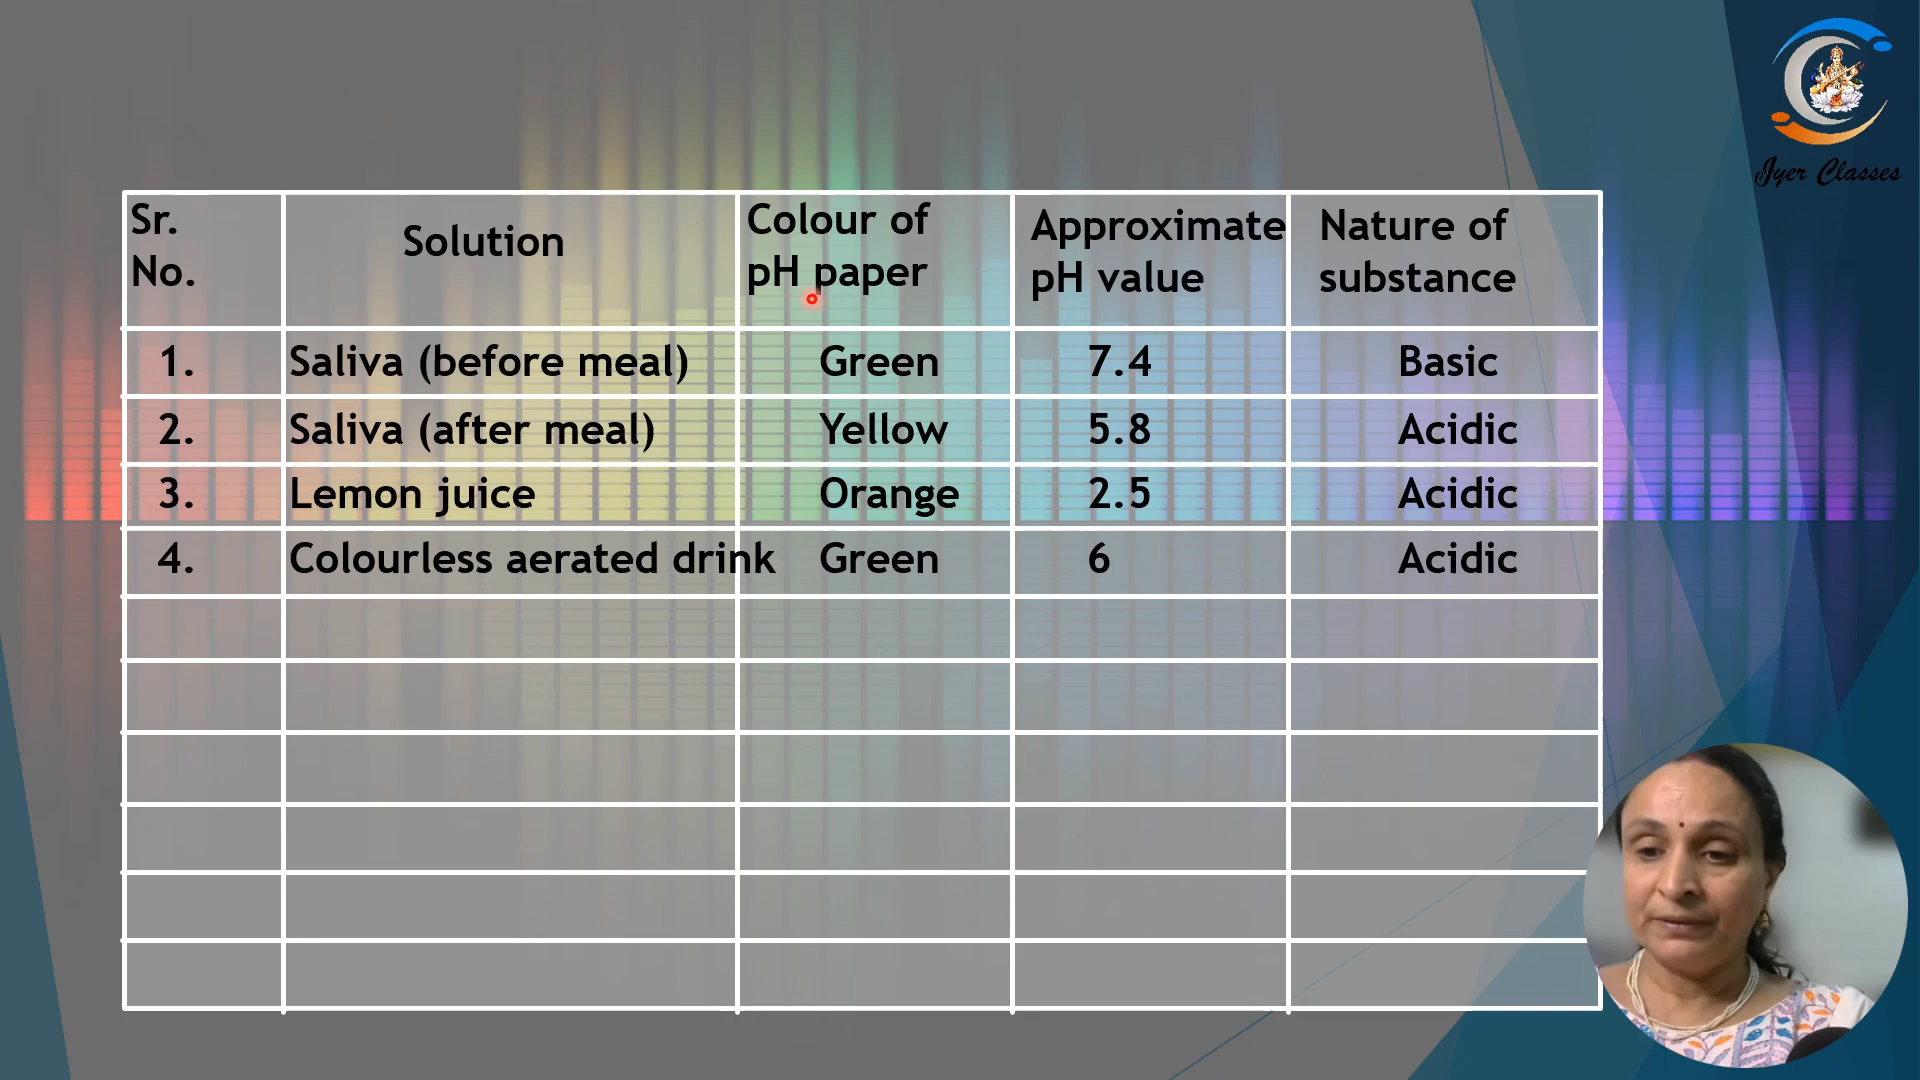 Iyer Classes
Sr. No.
Solution
Colour of pH paper
Approximate pH value
Nature of substance
1. Saliva (before meal) Green 7.4 Basic
2. Saliva (after meal) Yellow 5.8 Acidic
3. Lemon juice Orange 2.5 Acidic
4. Colourless aerated drink Green 6 Acidic